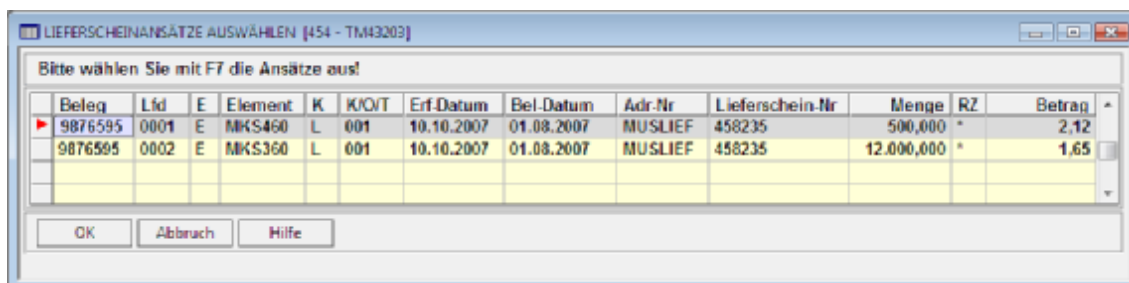 LIEFERSCHEINANSÄTZE AUSWÄHLEN [454 - TM43203]
Bitte wählen Sie mit F7 die Ansätze aus!
Beleg Lfd E Element K K/O/T Erf-Datum Bel-Datum Adr-Nr Lieferschein-Nr Menge RZ Betrag
9876595 0001 E MKS460 L 001 10.10.2007 01.08.2007 MUSLIEF 458235 500,000 * 2,12
9876595 0002 E MKS360 L 001 10.10.2007 01.08.2007 MUSLIEF 458235 12.000,000 * 1,65
OK Abbruch Hilfe